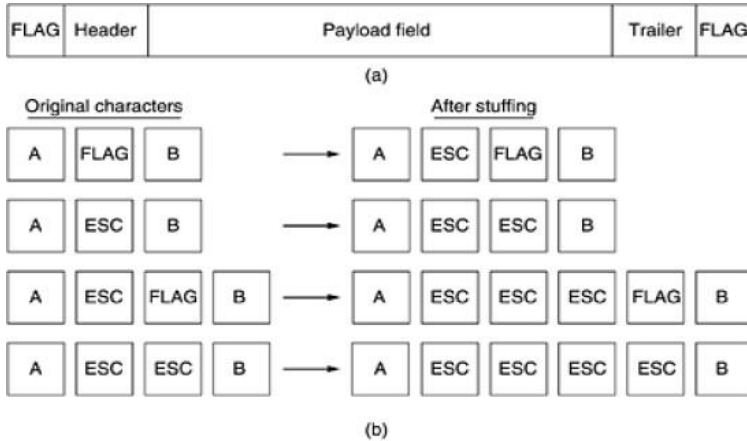 FLAG Header Payload field Trailer FLAG
(a)
Original characters After stuffing
A FLAG B A ESC FLAG B
A ESC B A ESC ESC B
A ESC FLAG B A ESC ESC ESC FLAG B
A ESC ESC B A ESC ESC ESC ESC B
(b)